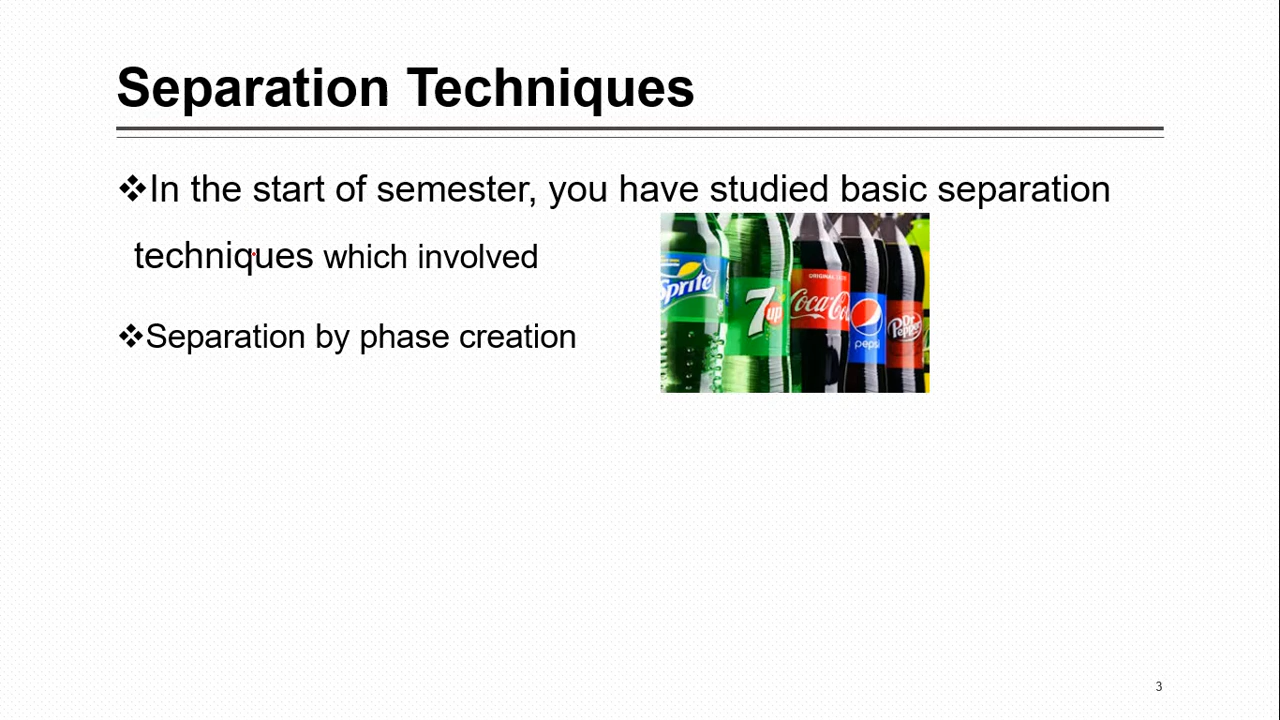 Separation Techniques
❖In the start of semester, you have studied basic separation
techniques which involved
❖Separation by phase creation
Sprite
7up
ORIGINAL
Coca-Co
pepsi
Dr Pepper
3